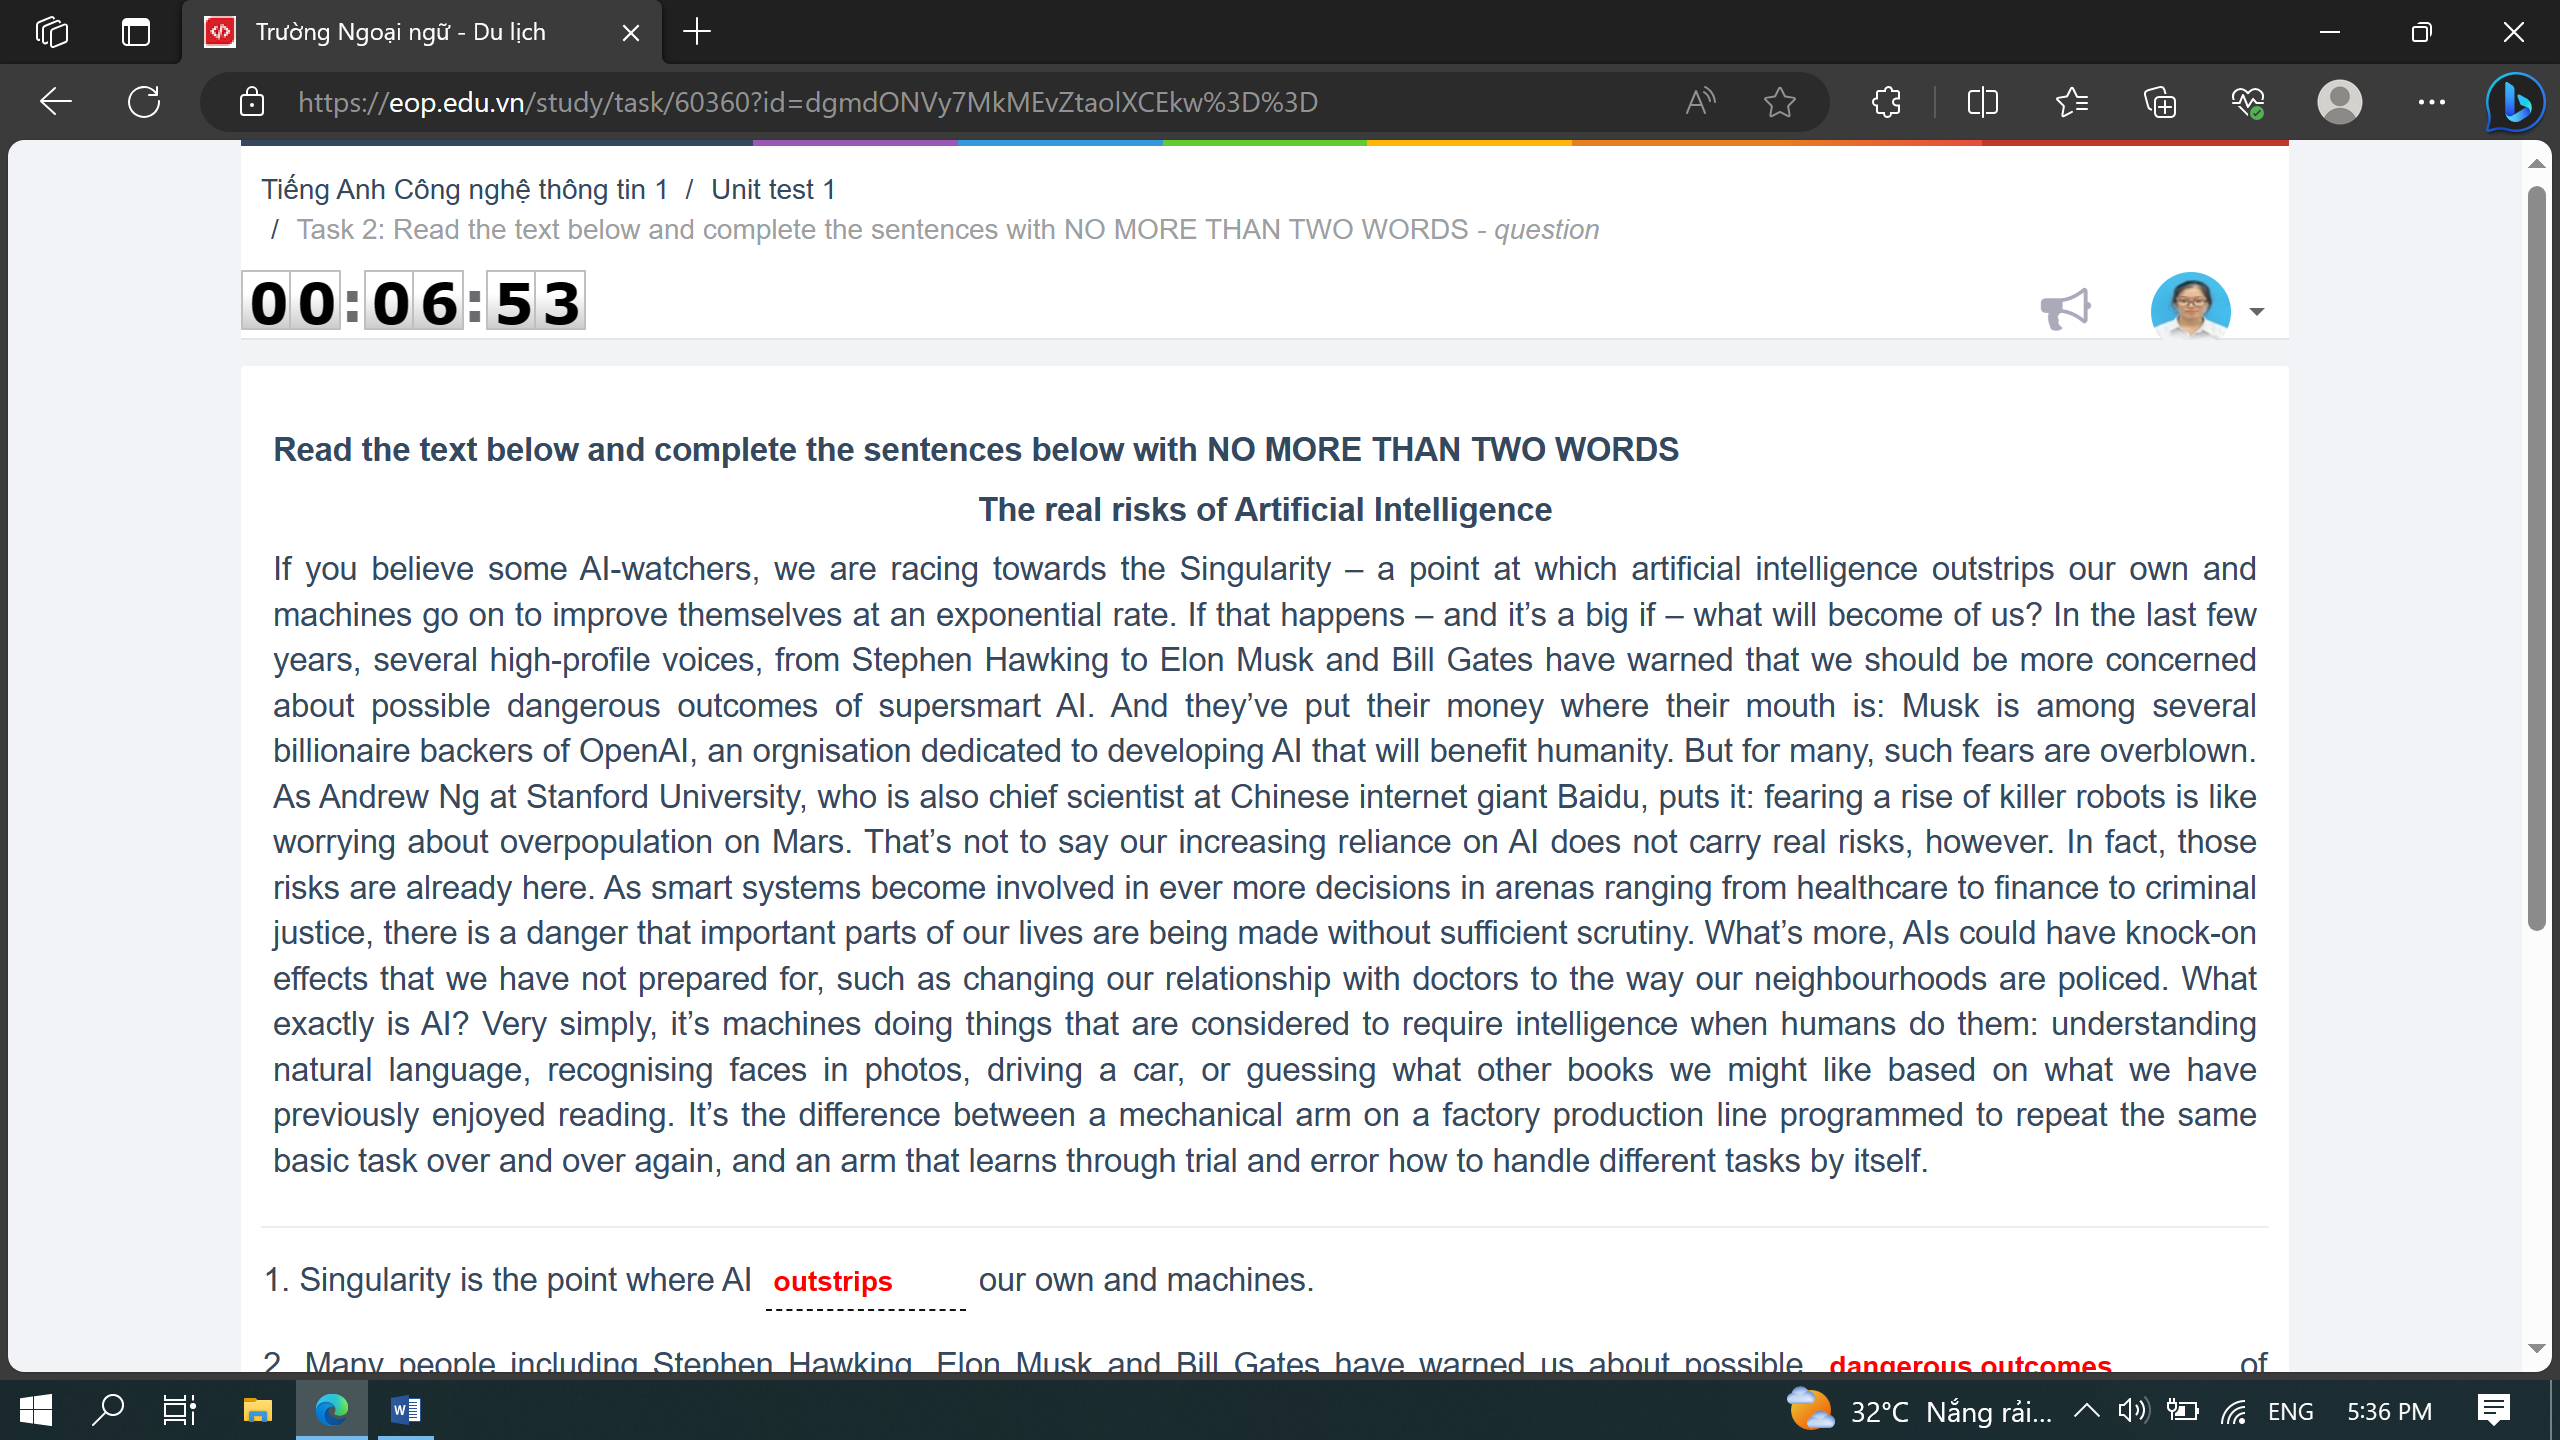 Trường Ngoại ngữ - Du lịch
https://eop.edu.vn/study/task/60360?id=dgmdONVy7MkMEvZtaolXCEkw%3D%3D
Tiếng Anh Công nghệ thông tin 1 / Unit test 1
/ Task 2: Read the text below and complete the sentences with NO MORE THAN TWO WORDS - question
00:06:53
Read the text below and complete the sentences below with NO MORE THAN TWO WORDS
The real risks of Artificial Intelligence
If you believe some AI-watchers, we are racing towards the Singularity – a point at which artificial intelligence outstrips our own and
machines go on to improve themselves at an exponential rate. If that happens – and it’s a big if – what will become of us? In the last few
years, several high-profile voices, from Stephen Hawking to Elon Musk and Bill Gates have warned that we should be more concerned
about possible dangerous outcomes of supersmart AI. And they’ve put their money where their mouth is: Musk is among several
billionaire backers of OpenAI, an orgnisation dedicated to developing AI that will benefit humanity. But for many, such fears are overblown.
As Andrew Ng at Stanford University, who is also chief scientist at Chinese internet giant Baidu, puts it: fearing a rise of killer robots is like
worrying about overpopulation on Mars. That’s not to say our increasing reliance on AI does not carry real risks, however. In fact, those
risks are already here. As smart systems become involved in ever more decisions in arenas ranging from healthcare to finance to criminal
justice, there is a danger that important parts of our lives are being made without sufficient scrutiny. What’s more, AIs could have knock-on
effects that we have not prepared for, such as changing our relationship with doctors to the way our neighbourhoods are policed. What
exactly is AI? Very simply, it’s machines doing things that are considered to require intelligence when humans do them: understanding
natural language, recognising faces in photos, driving a car, or guessing what other books we might like based on what we have
previously enjoyed reading. It’s the difference between a mechanical arm on a factory production line programmed to repeat the same
basic task over and over again, and an arm that learns through trial and error how to handle different tasks by itself.
1. Singularity is the point where AI outstrips our own and machines.
2. Many people including Stephen Hawking, Elon Musk and Bill Gates have warned us about possible dangerous outcomes of
32°C Nắng rải... ENG 5:36 PM